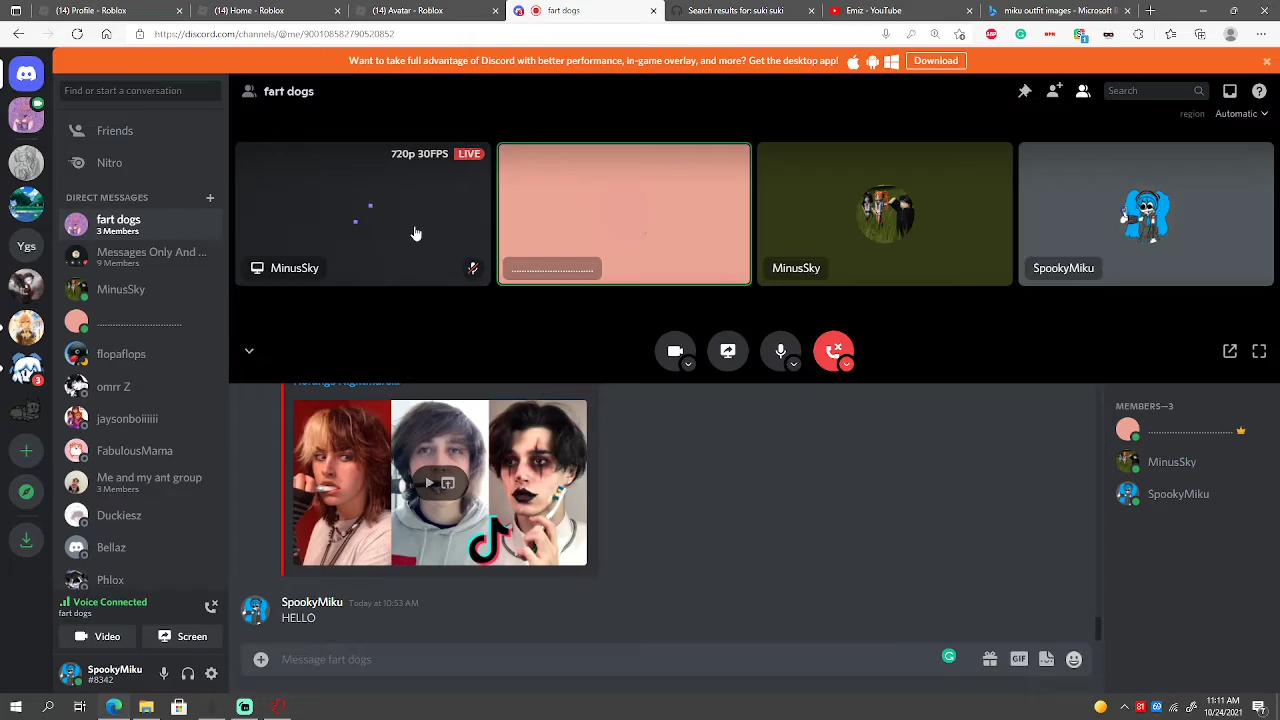 Home - Roblox
Home - Roblox
Avatar - Roblox
fart dogs
Search results for suki
Emo - YouTube
miku outfit images - Microsoft B
https://discord.com/channels/@me/900108582790520852
Want to take full advantage of Discord with better performance, in-game overlay, and more? Get the desktop app!
Download
Find or start a conversation
fart dogs
Search
region
Automatic
Friends
Nitro
DIRECT MESSAGES
fart dogs
3 Members
Messages Only And ...
9 Members
MinusSky
..............................
flopaflops
omrr Z
jaysonboiiiiii
FabulousMama
Me and my ant group
3 Members
Duckiesz
Bellaz
Phlox
Ygs
3
720p 30FPS
LIVE
MinusSky
..............................
MinusSky
SpookyMiku
MEMBERS—3
..............................
MinusSky
SpookyMiku
SpookyMiku
Today at 10:53 AM
HELLO
Message fart dogs
GIF
Voice Connected
fart dogs
Video
Screen
SpookyMiku
#8342
11:11 AM
10/24/2021